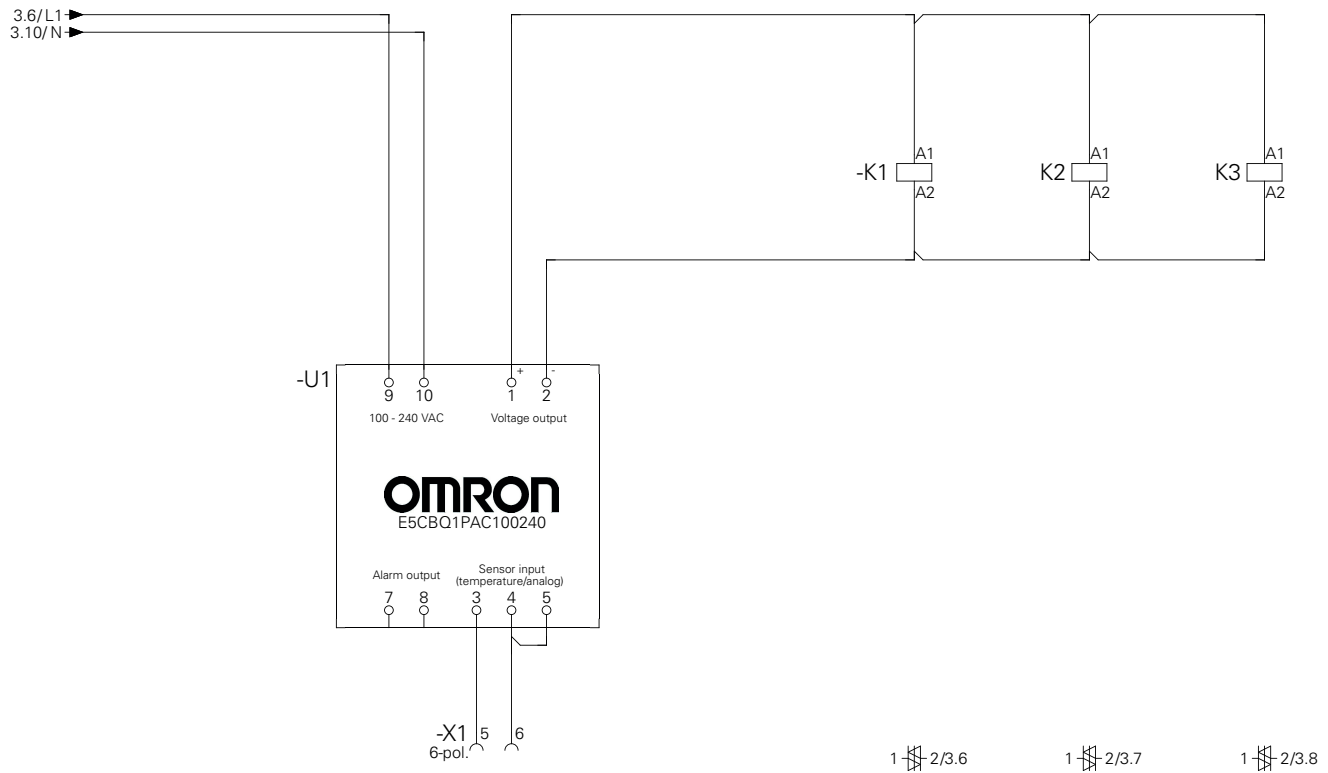 3.6/L1
3.10/N
-K1
A1
A2
K2
A1
A2
K3
A1
A2
-U1
9 10
+ -
1 2
100 - 240 VAC
Voltage output
OMRON
E5CBQ1PAC100240
Alarm output
Sensor input
(temperature/analog)
7 8 3 4 5
-X1 5 6
6-pol.
1 2/3.6
1 2/3.7
1 2/3.8